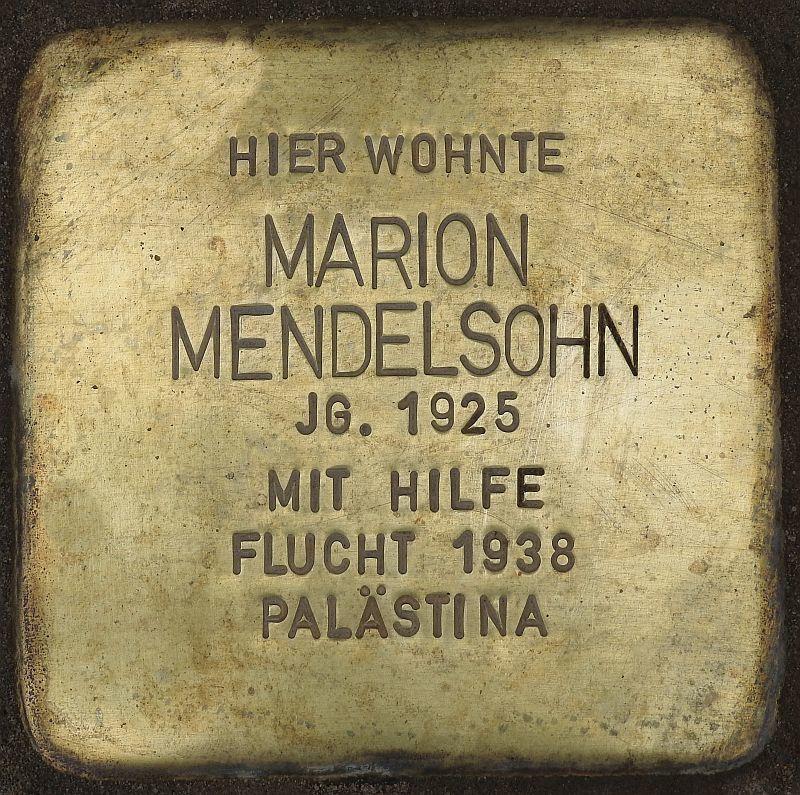 HIER WOHNTE
MARION
MENDELSOHN
JG. 1925
MIT HILFE
FLUCHT 1938
PALÄSTINA